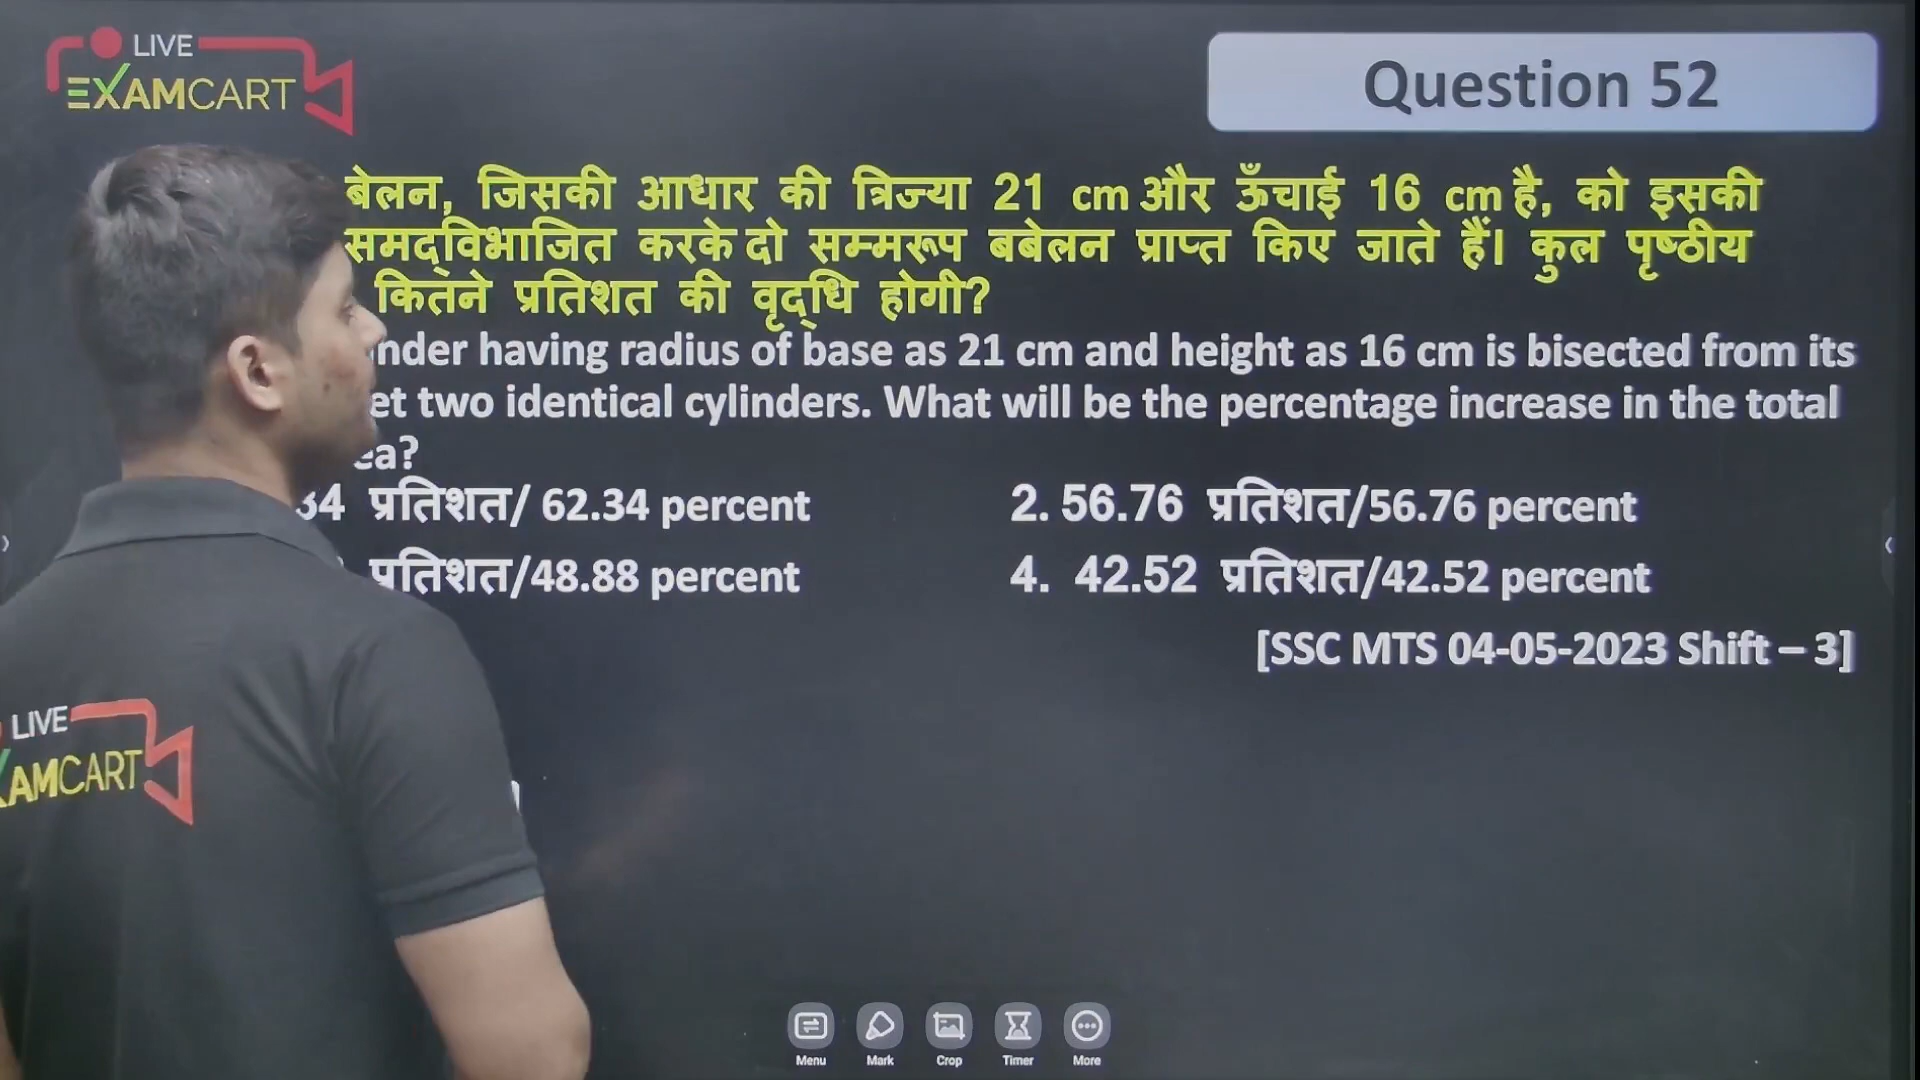 LIVE
EXAMCART
Question 52
बेलन, जिसकी आधार की त्रिज्या 21 cm और ऊँचाई 16 cm है, को इसकी
समद्विभाजित करके दो सम्मरूप बबेलन प्राप्त किए जाते हैं। कुल पृष्ठीय
कितने प्रतिशत की वृद्धि होगी?
nder having radius of base as 21 cm and height as 16 cm is bisected from its
et two identical cylinders. What will be the percentage increase in the total
ea?
34 प्रतिशत/ 62.34 percent
2. 56.76 प्रतिशत/56.76 percent
प्रतिशत/48.88 percent
4. 42.52 प्रतिशत/42.52 percent
[SSC MTS 04-05-2023 Shift – 3]
LIVE
XAMCART
Menu Mark Crop Timer More